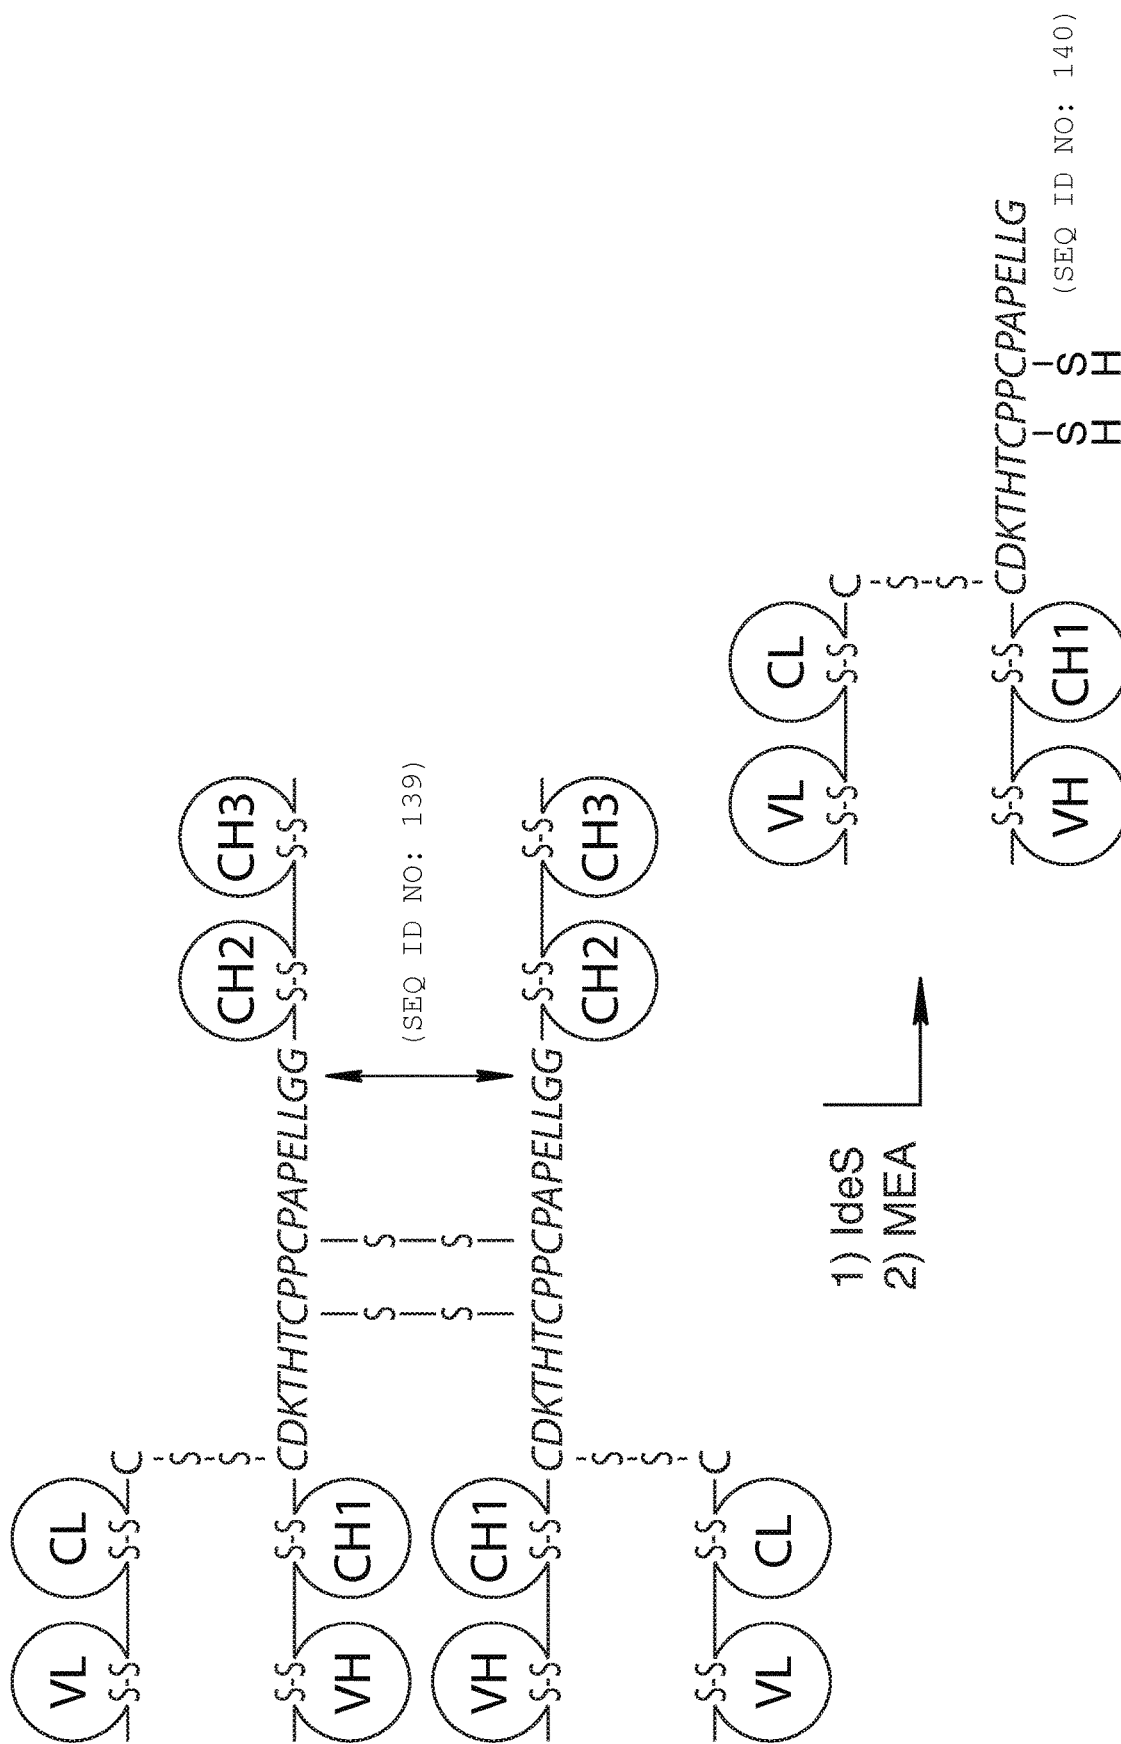 VL CL
S-S S-S C
-S-S-
CH2 CH3
S-S S-S
S-S S-S CDKTHTCPPCPAPELLGG
VH CH1
S S
S S
(SEQ ID NO: 139)
VH CH1
S-S S-S CDKTHTCPPCPAPELLGG S-S S-S
CH2 CH3
-S-S-
S-S S-S C
VL CL
1) IdeS
2) MEA
VL CL
S-S S-S C
-S-S-
S-S S-S CDKTHTCPPCPAPELLG
VH CH1
S S
H H
(SEQ ID NO: 140)